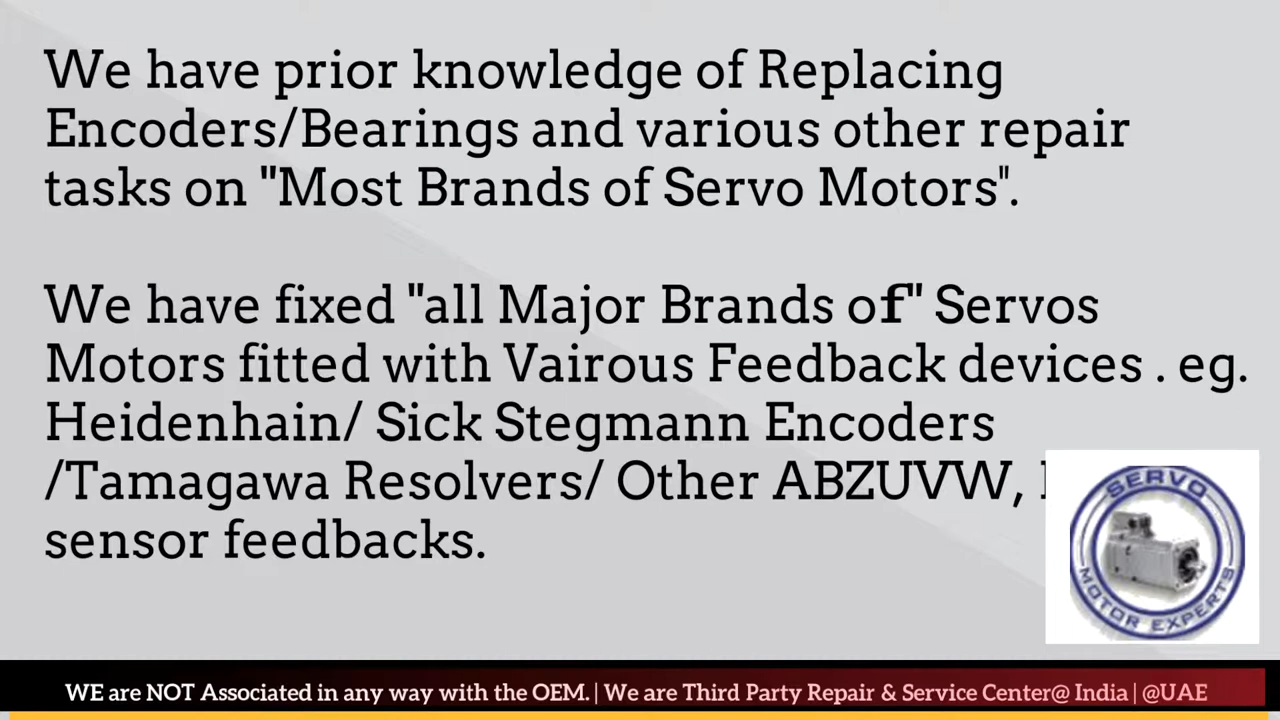 We have prior knowledge of Replacing
Encoders/Bearings and various other repair
tasks on "Most Brands of Servo Motors".
We have fixed "all Major Brands of" Servos
Motors fitted with Vairous Feedback devices . eg.
Heidenhain/ Sick Stegmann Encoders
/Tamagawa Resolvers/ Other ABZUVW,
sensor feedbacks.
SERVO
MOTOR EXPERTS
WE are NOT Associated in any way with the OEM. | We are Third Party Repair & Service Center@ India | @UAE